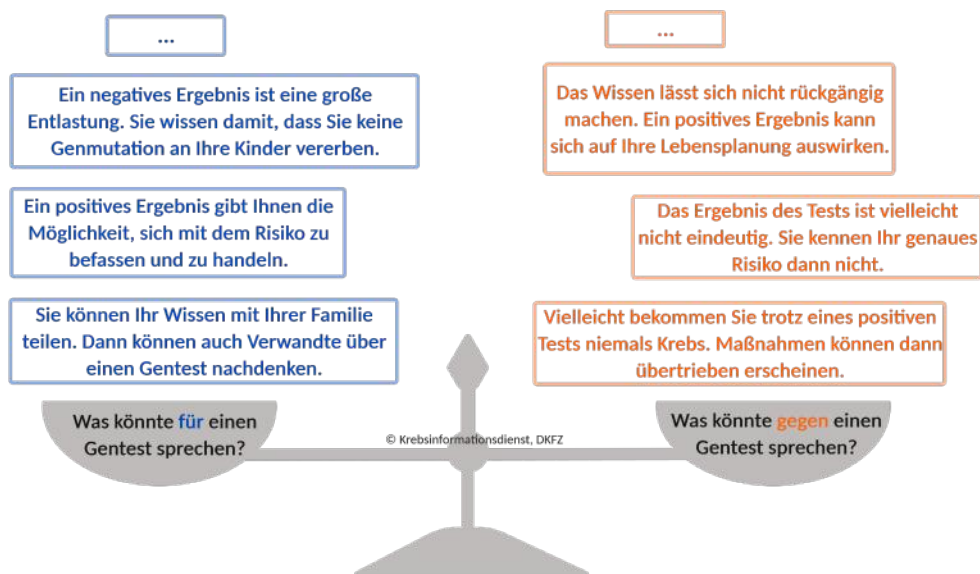 ...
Ein negatives Ergebnis ist eine große
Entlastung. Sie wissen damit, dass Sie keine
Genmutation an Ihre Kinder vererben.
Ein positives Ergebnis gibt Ihnen die
Möglichkeit, sich mit dem Risiko zu
befassen und zu handeln.
Sie können Ihr Wissen mit Ihrer Familie
teilen. Dann können auch Verwandte über
einen Gentest nachdenken.
Was könnte für einen
Gentest sprechen?
...
Das Wissen lässt sich nicht rückgängig
machen. Ein positives Ergebnis kann
sich auf Ihre Lebensplanung auswirken.
Das Ergebnis des Tests ist vielleicht
nicht eindeutig. Sie kennen Ihr genaues
Risiko dann nicht.
Vielleicht bekommen Sie trotz eines positiven
Tests niemals Krebs. Maßnahmen können dann
übertrieben erscheinen.
Was könnte gegen einen
Gentest sprechen?
© Krebsinformationsdienst, DKFZ